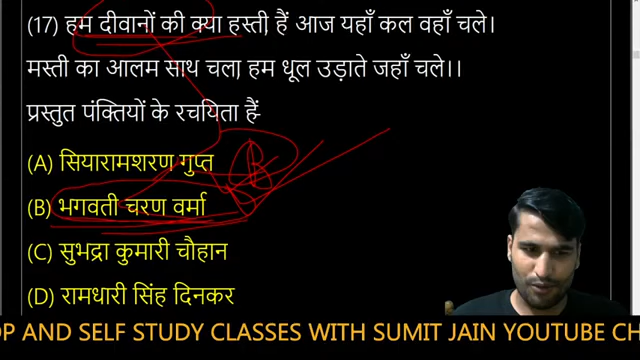 (17) हम दीवानों की क्या हस्ती, हैं आज यहाँ कल वहाँ चले।
मस्ती का आलम साथ चला, हम धूल उड़ाते जहाँ चले।।
प्रस्तुत पंक्तियों के रचयिता हैं-
(A) सियारामशरण गुप्त
(B) भगवती चरण वर्मा
B
(C) सुभद्रा कुमारी चौहान
(D) रामधारी सिंह दिनकर
OP AND SELF STUDY CLASSES WITH SUMIT JAIN YOUTUBE CH